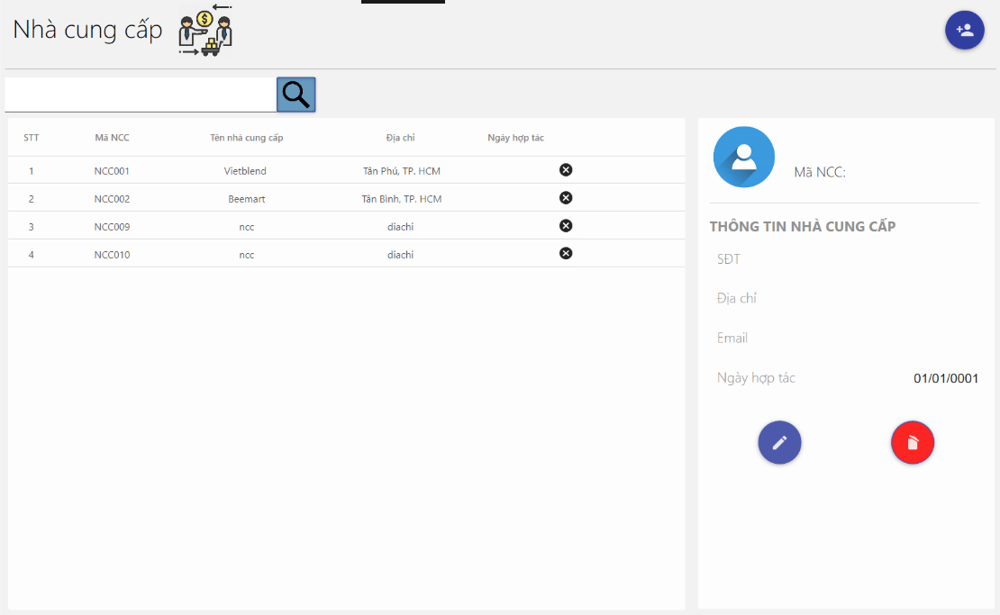 Nhà cung cấp
STT Mã NCC Tên nhà cung cấp Địa chỉ Ngày hợp tác
1 NCC001 Vietblend Tân Phú, TP. HCM
2 NCC002 Beemart Tân Bình, TP. HCM
3 NCC009 ncc diachi
4 NCC010 ncc diachi
Mã NCC:
THÔNG TIN NHÀ CUNG CẤP
SĐT
Địa chỉ
Email
Ngày hợp tác 01/01/0001